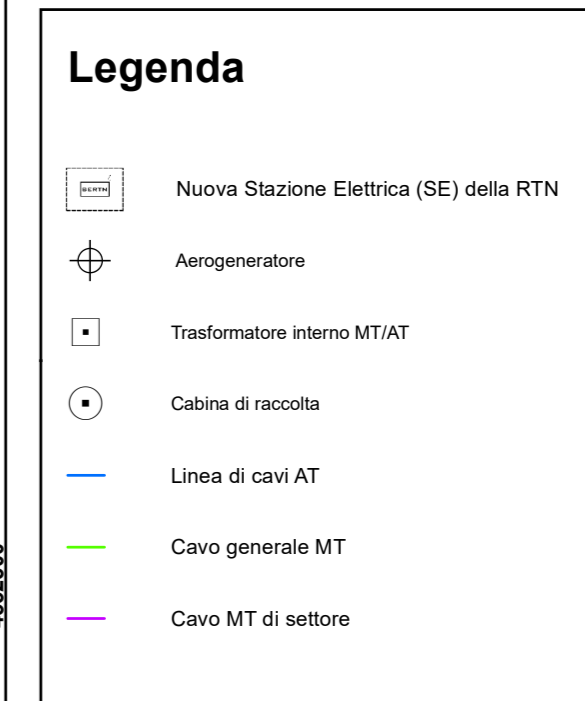 Legenda
Nuova Stazione Elettrica (SE) della RTN
Aerogeneratore
Trasformatore interno MT/AT
Cabina di raccolta
Linea di cavi AT
Cavo generale MT
Cavo MT di settore